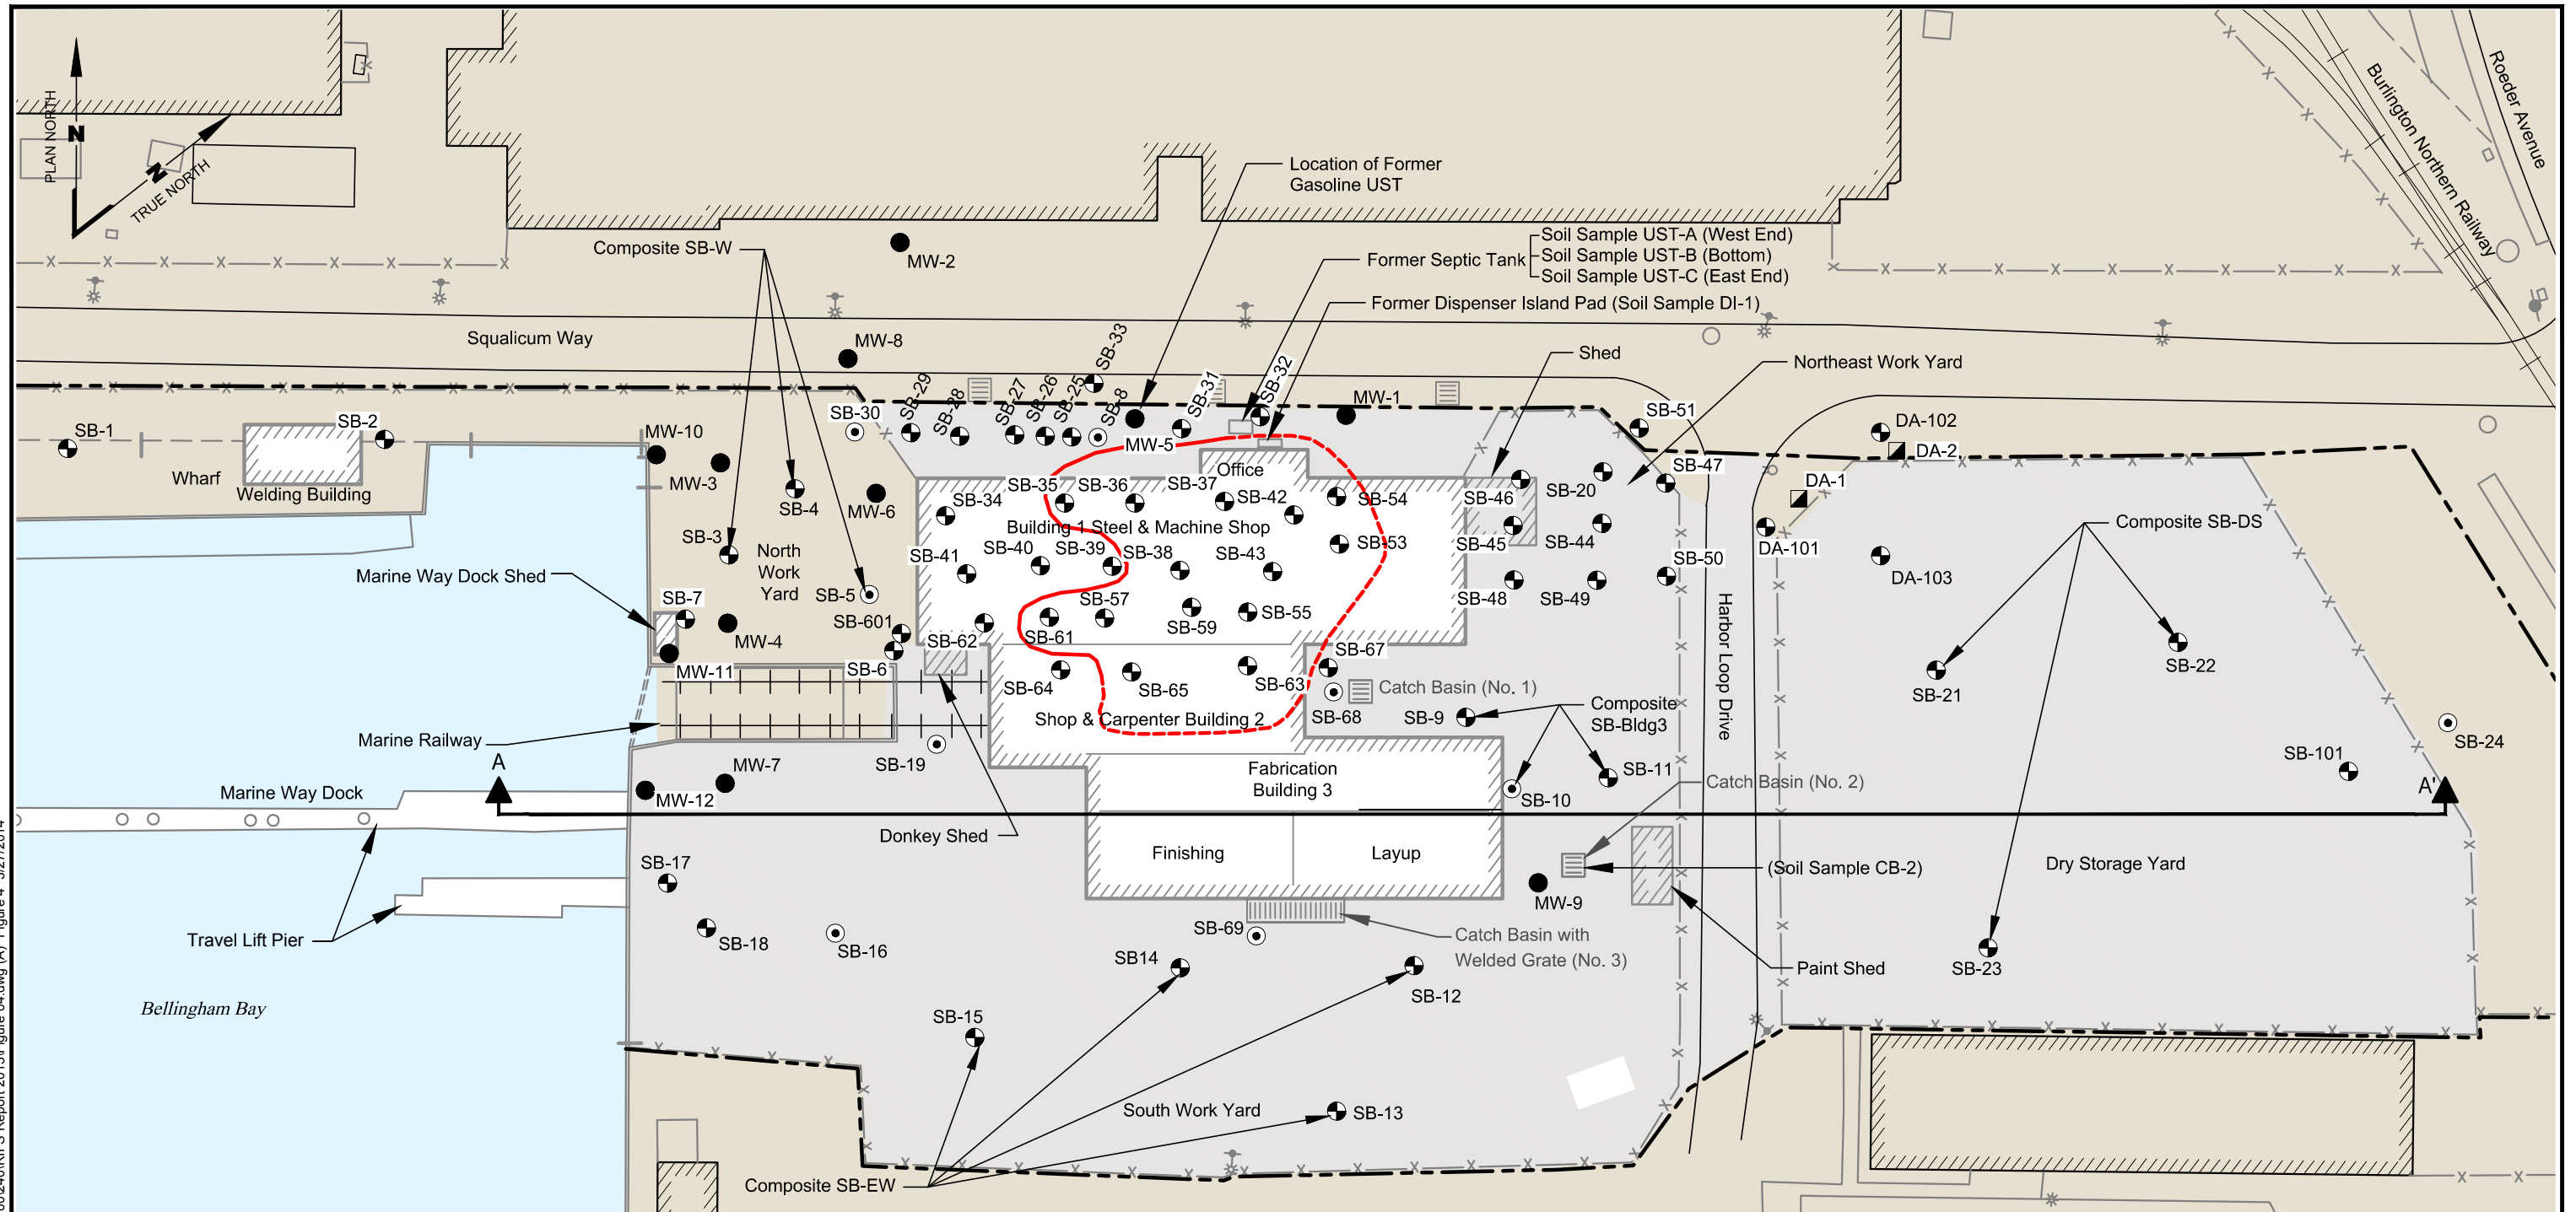 PLAN NORTH
N
N
TRUE NORTH
Burlington Northern Railway
Roeder Avenue
Location of Former
Gasoline UST
Composite SB-W
MW-2
Former Septic Tank
Soil Sample UST-A (West End)
Soil Sample UST-B (Bottom)
Soil Sample UST-C (East End)
Former Dispenser Island Pad (Soil Sample DI-1)
Squalicum Way
MW-8
SB-33
Shed
Northeast Work Yard
SB-1
SB-2
SB-30
SB-29
SB-28
SB-27
SB-26
SB-25
SB-8
SB-31
SB-32
MW-1
SB-51
DA-102
DA-2
Wharf
Welding Building
MW-10
MW-3
MW-5
Office
SB-47
SB-4
MW-6
SB-34
SB-35
SB-36
SB-37
SB-42
SB-54
SB-46
SB-20
DA-1
Composite SB-DS
SB-3
North
Work
Yard
Building 1 Steel & Machine Shop
SB-41
SB-40
SB-39
SB-38
SB-43
SB-53
SB-45
SB-44
SB-50
DA-101
DA-103
Marine Way Dock Shed
SB-7
SB-5
SB-601
SB-57
SB-59
SB-55
SB-48
SB-49
Harbor Loop Drive
MW-4
SB-62
SB-61
SB-67
SB-22
MW-11
SB-6
SB-64
SB-65
SB-63
SB-68
Catch Basin (No. 1)
SB-21
Shop & Carpenter Building 2
SB-9
Composite
SB-Bldg3
Marine Railway
SB-19
SB-24
A
MW-7
Fabrication
Building 3
SB-11
SB-101
Marine Way Dock
MW-12
SB-10
Catch Basin (No. 2)
A'
Donkey Shed
SB-17
Finishing
Layup
(Soil Sample CB-2)
Dry Storage Yard
MW-9
Travel Lift Pier
SB-18
SB-16
SB-69
Catch Basin with
Welded Grate (No. 3)
SB14
SB-12
Paint Shed
SB-23
Bellingham Bay
SB-15
South Work Yard
SB-13
Composite SB-EW